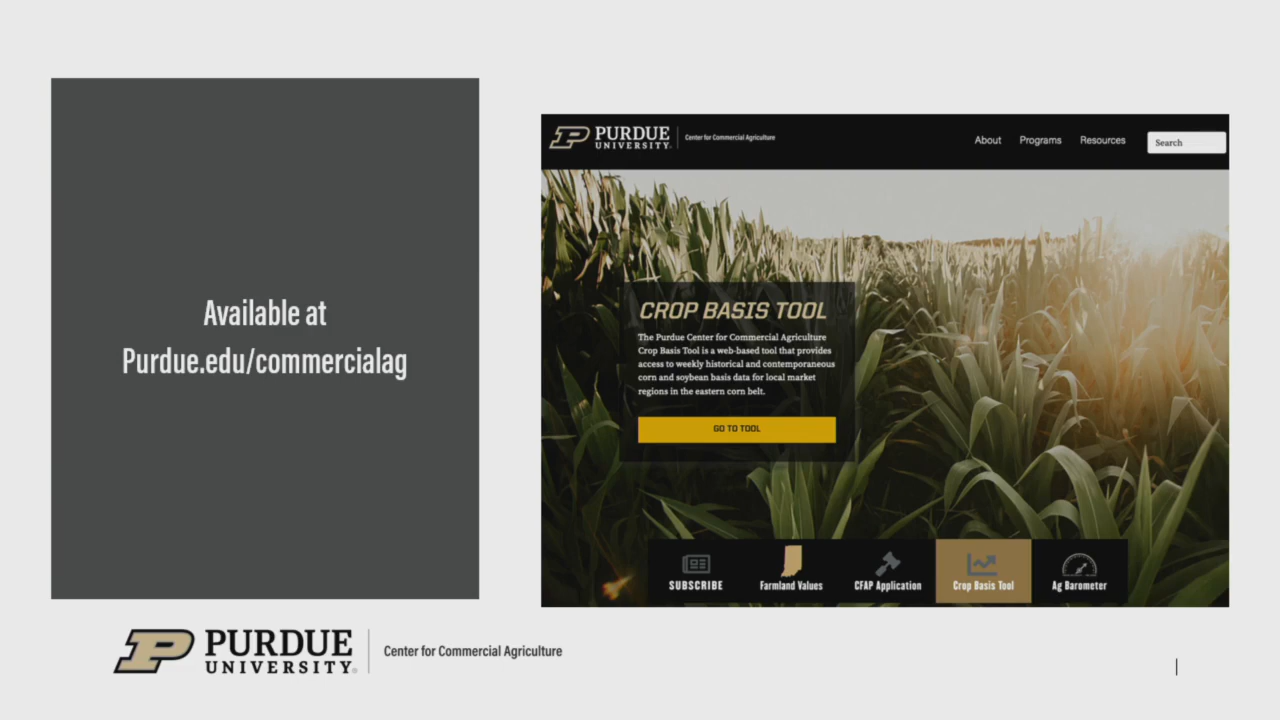 Available at
Purdue.edu/commercialag
PURDUE
UNIVERSITY
Center for Commercial Agriculture
About
Programs
Resources
Search
CROP BASIS TOOL
The Purdue Center for Commercial Agriculture
Crop Basis Tool is a web-based tool that provides
access to weekly historical and contemporaneous
corn and soybean basis data for local market
regions in the eastern corn belt.
GO TO TOOL
SUBSCRIBE
Farmland Values
CFAP Application
Crop Basis Tool
Ag Barometer
PURDUE
UNIVERSITY®
Center for Commercial Agriculture